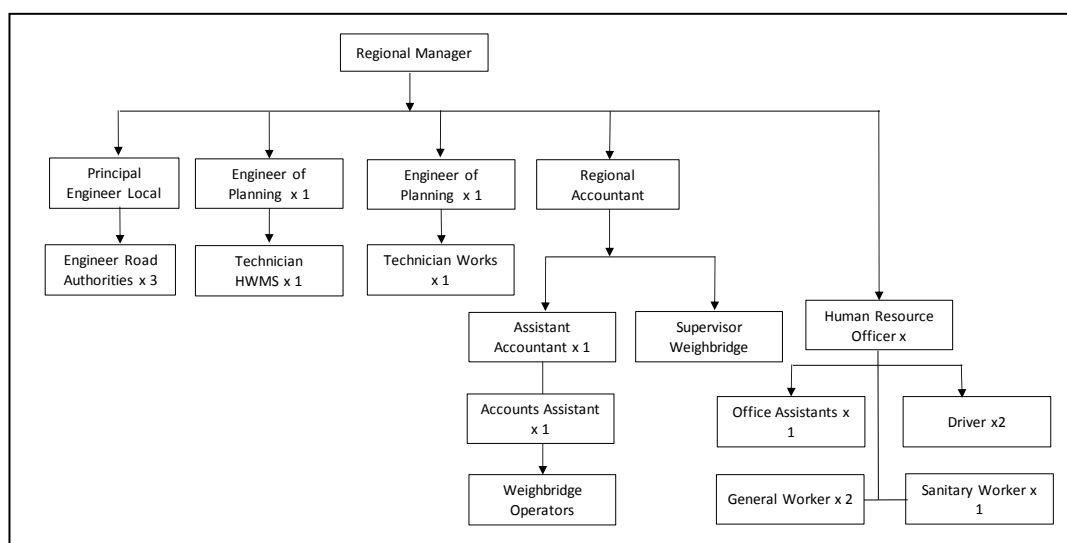 Regional Manager
Principal
Engineer Local
Engineer of
Planning x 1
Engineer of
Planning x 1
Regional
Accountant
Engineer Road
Authorities x 3
Technician
HWMS x 1
Technician Works
x 1
Human Resource
Officer x
Assistant
Accountant x 1
Supervisor
Weighbridge
Accounts Assistant
x 1
Office Assistants x
1
Driver x2
Weighbridge
Operators
General Worker x 2
Sanitary Worker x
1